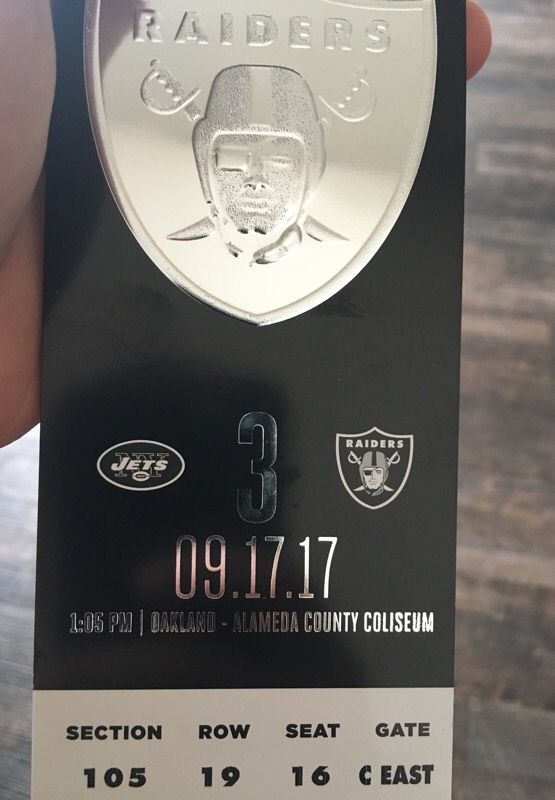 RAIDERS
JETS
NY
3
RAIDERS
09.17.17
1:05 PM | OAKLAND - ALAMEDA COUNTY COLISEUM
SECTION ROW SEAT GATE
105 19 16 C EAST